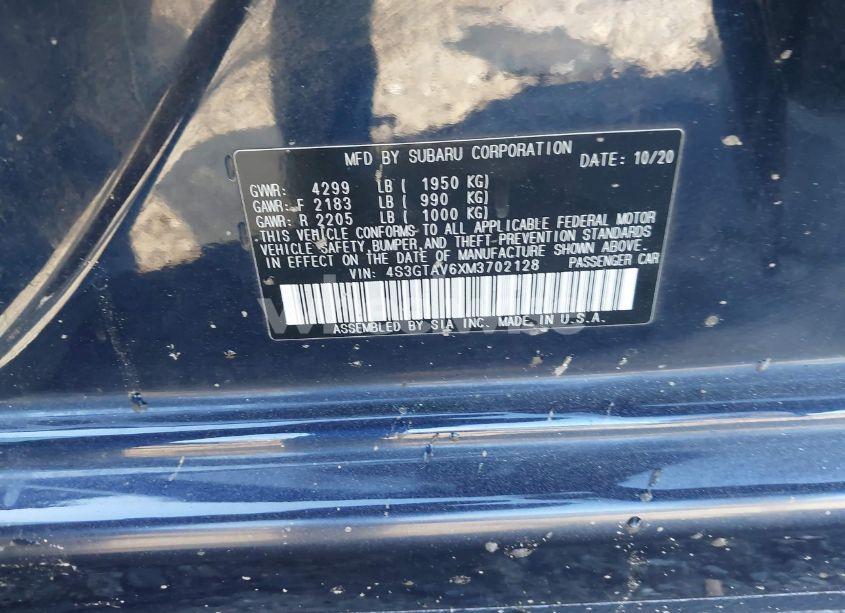 MFD BY SUBARU CORPORATION DATE: 10/20
GVWR: 4299 LB ( 1950 KG)
GAWR: F 2183 LB ( 990 KG)
GAWR: R 2205 LB ( 1000 KG)
THIS VEHICLE CONFORMS TO ALL APPLICABLE FEDERAL MOTOR
VEHICLE SAFETY, BUMPER, AND THEFT-PREVENTION STANDARDS
IN EFFECT ON THE DATE OF MANUFACTURE SHOWN ABOVE.
VIN: 4S3GTAV6XM3702128 PASSENGER CAR
ASSEMBLED BY SIA INC. MADE IN U.S.A.